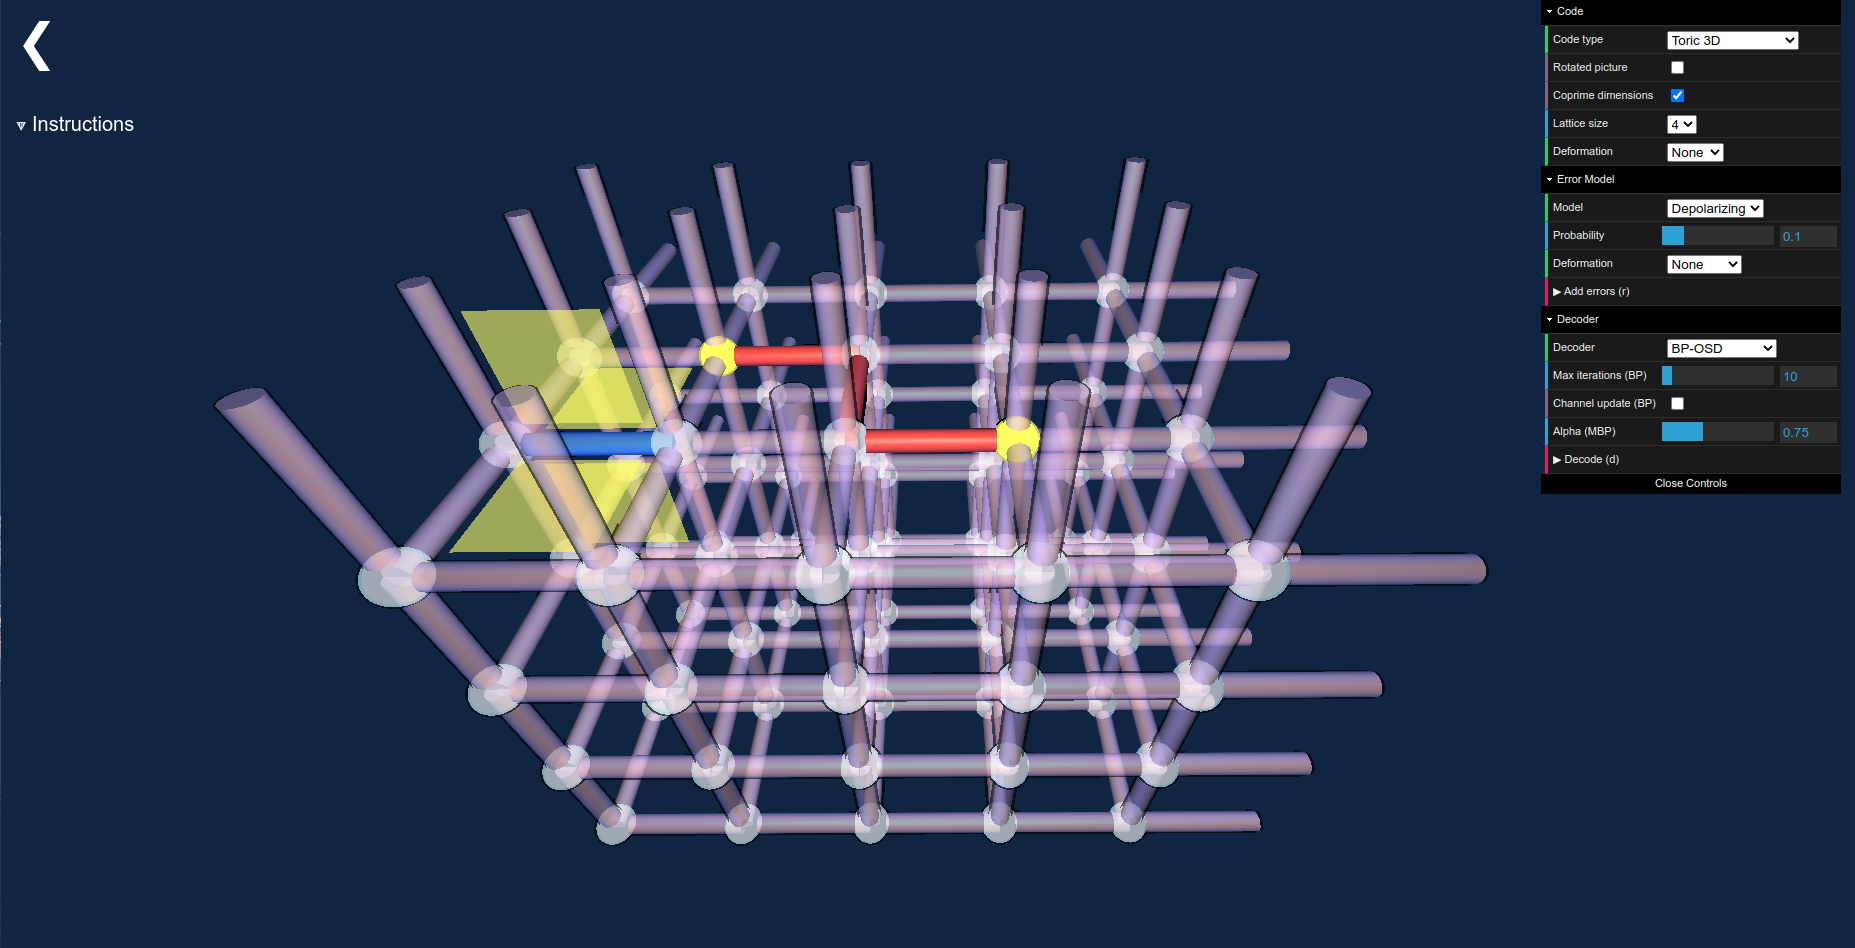 Instructions
Code
Code type Toric 3D
Rotated picture
Coprime dimensions
Lattice size 4
Deformation None
Error Model
Model Depolarizing
Probability 0.1
Deformation None
▶ Add errors (r)
Decoder
Decoder BP-OSD
Max iterations (BP) 10
Channel update (BP)
Alpha (MBP) 0.75
▶ Decode (d)
Close Controls